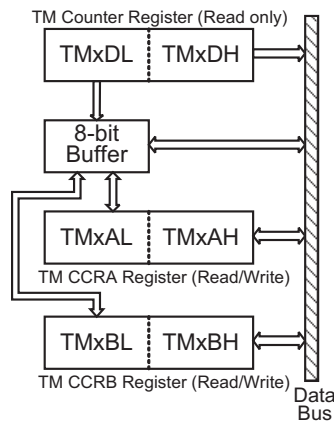 TM Counter Register (Read only)
TMxDL TMxDH
8-bit
Buffer
TMxAL TMxAH
TM CCRA Register (Read/Write)
TMxBL TMxBH
TM CCRB Register (Read/Write)
Data
Bus